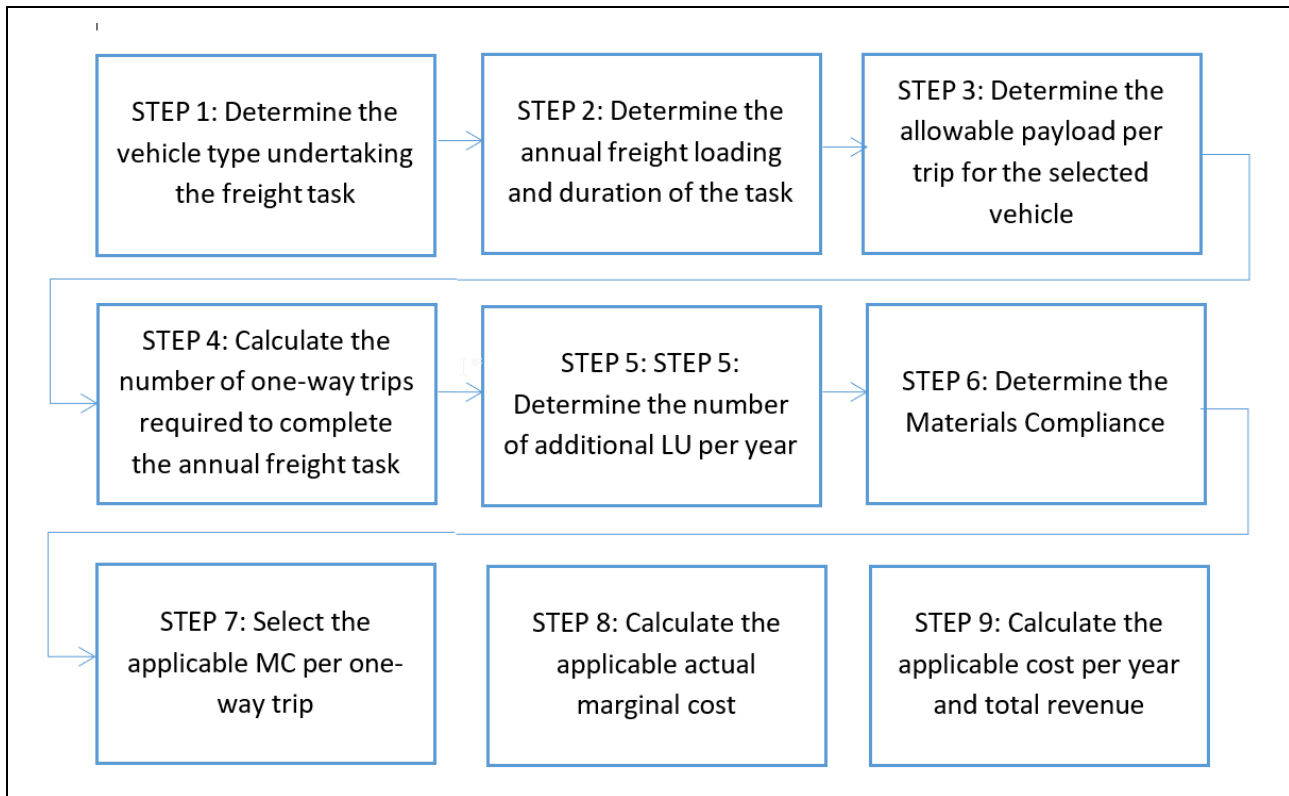 STEP 1: Determine the
vehicle type undertaking
the freight task
STEP 2: Determine the
annual freight loading
and duration of the task
STEP 3: Determine the
allowable payload per
trip for the selected
vehicle
STEP 4: Calculate the
number of one-way trips
required to complete
the annual freight task
STEP 5: STEP 5:
Determine the number
of additional LU per year
STEP 6: Determine the
Materials Compliance
STEP 7: Select the
applicable MC per one-
way trip
STEP 8: Calculate the
applicable actual
marginal cost
STEP 9: Calculate the
applicable cost per year
and total revenue